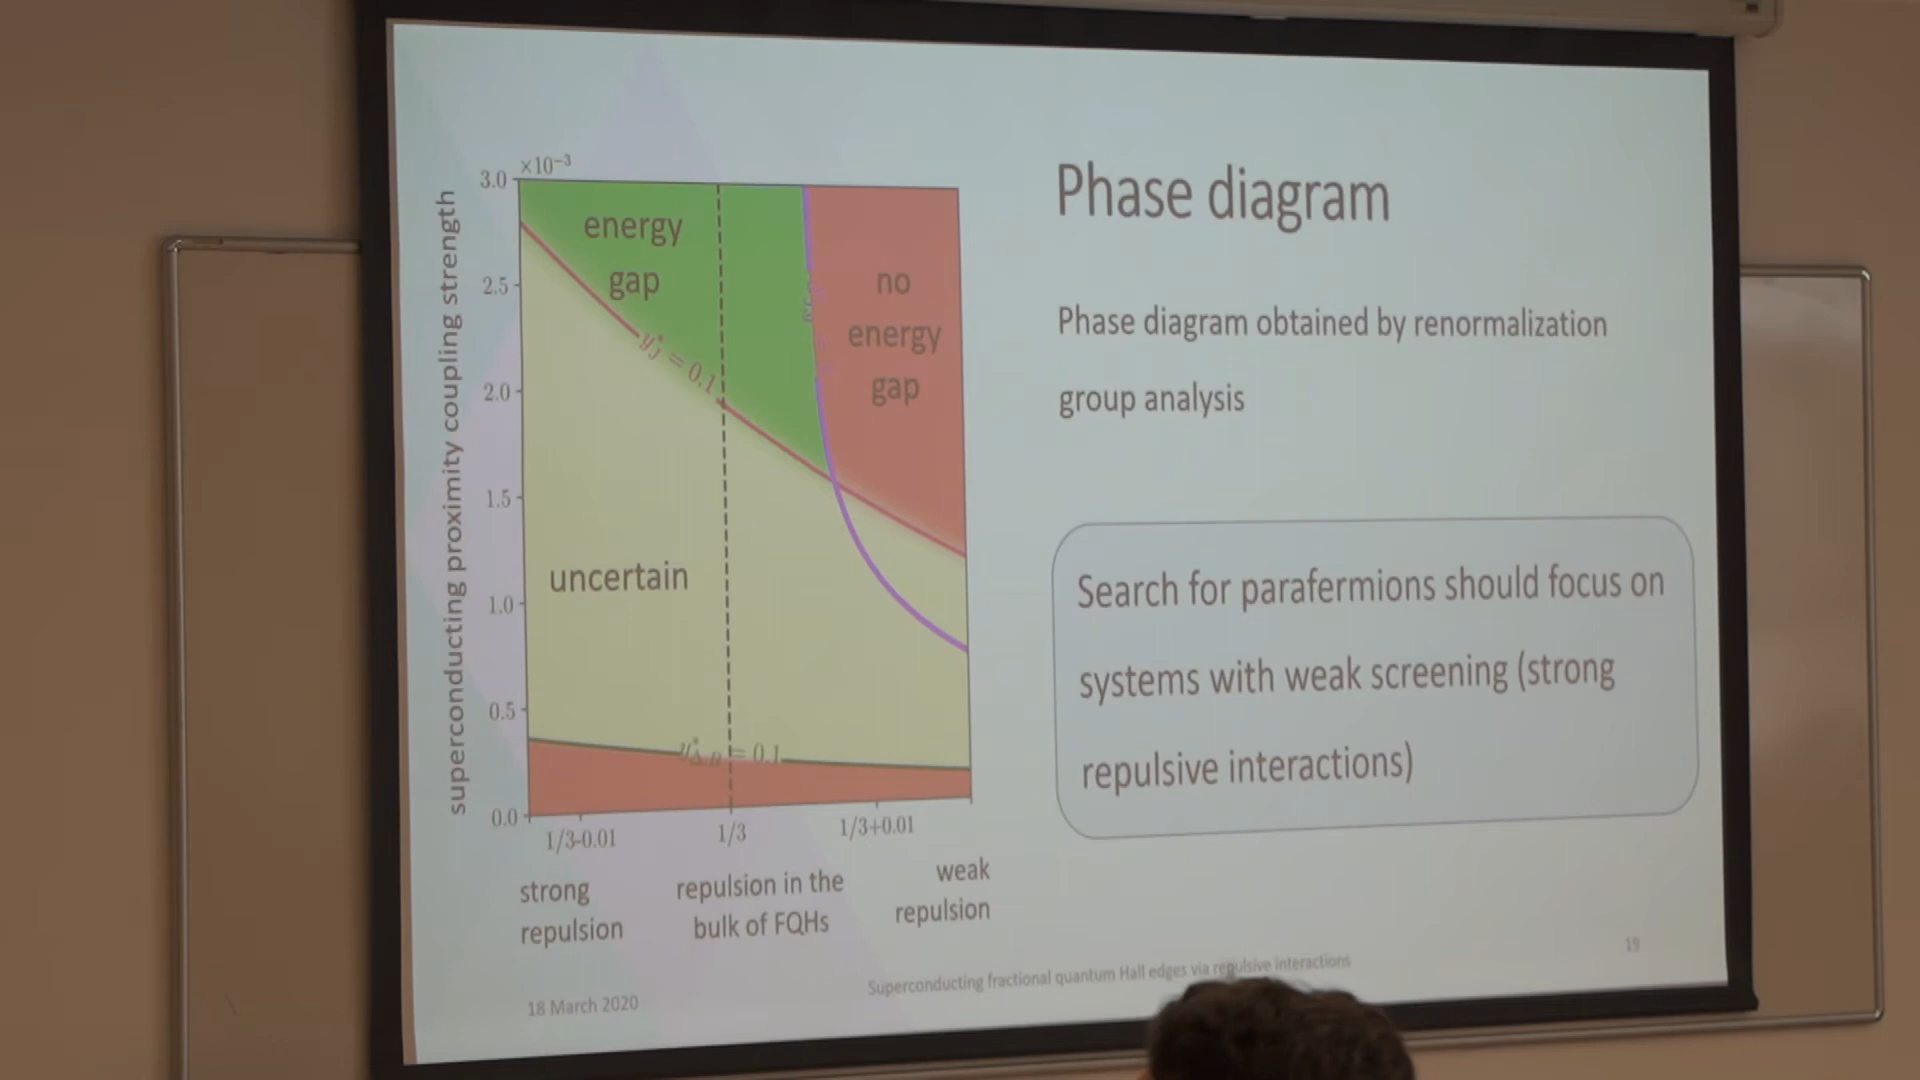 Phase diagram
Phase diagram obtained by renormalization
group analysis
Search for parafermions should focus on
systems with weak screening (strong
repulsive interactions)
superconducting proximity coupling strength
×10⁻³
3.0
2.5
2.0
1.5
1.0
0.5
0.0
energy
gap
no
energy
gap
y*J = 0.1
uncertain
= 0.1
1/3-0.01
1/3
1/3+0.01
strong
repulsion
repulsion in the
bulk of FQHs
weak
repulsion
18 March 2020
Superconducting fractional quantum Hall edges via repulsive interactions
19